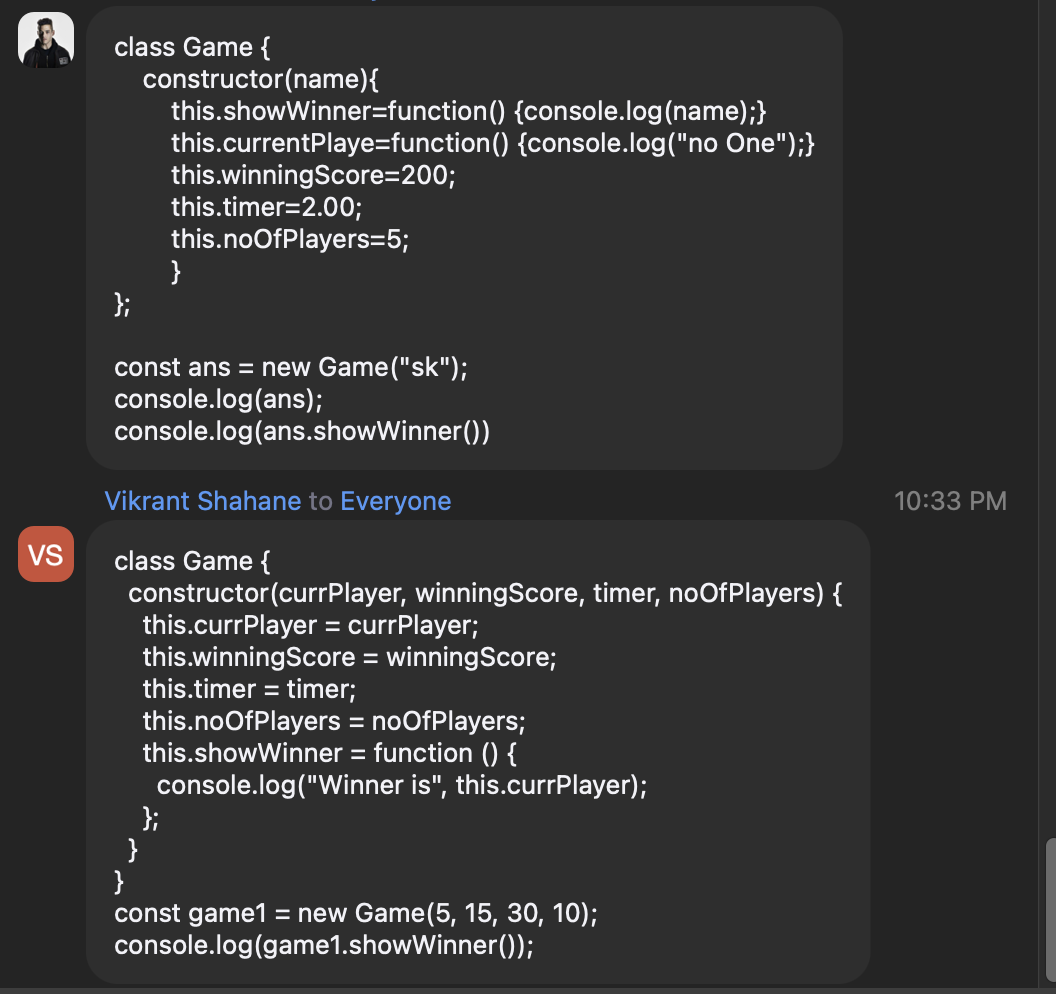 class Game {
constructor(name){
this.showWinner=function() {console.log(name);}
this.currentPlaye=function() {console.log("no One");}
this.winningScore=200;
this.timer=2.00;
this.noOfPlayers=5;
}
};
const ans = new Game("sk");
console.log(ans);
console.log(ans.showWinner())
Vikrant Shahane to Everyone
10:33 PM
VS
class Game {
constructor(currPlayer, winningScore, timer, noOfPlayers) {
this.currPlayer = currPlayer;
this.winningScore = winningScore;
this.timer = timer;
this.noOfPlayers = noOfPlayers;
this.showWinner = function () {
console.log("Winner is", this.currPlayer);
};
}
}
const game1 = new Game(5, 15, 30, 10);
console.log(game1.showWinner());